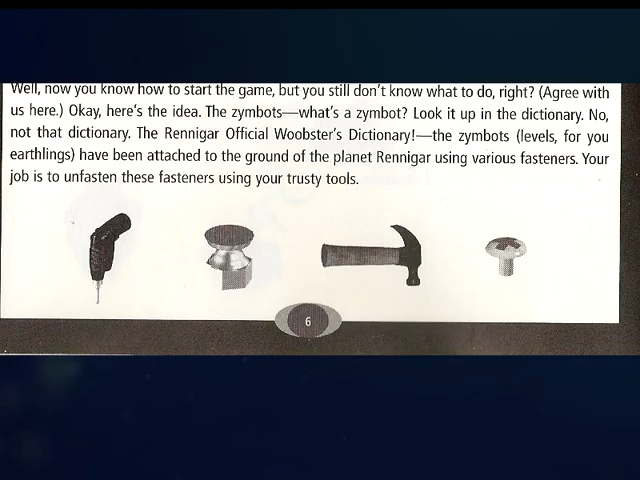 Well, now you know how to start the game, but you still don't know what to do, right? (Agree with
us here.) Okay, here's the idea. The zymbots—what's a zymbot? Look it up in the dictionary. No,
not that dictionary. The Rennigar Official Woobster's Dictionary!—the zymbots (levels, for you
earthlings) have been attached to the ground of the planet Rennigar using various fasteners. Your
job is to unfasten these fasteners using your trusty tools.
6